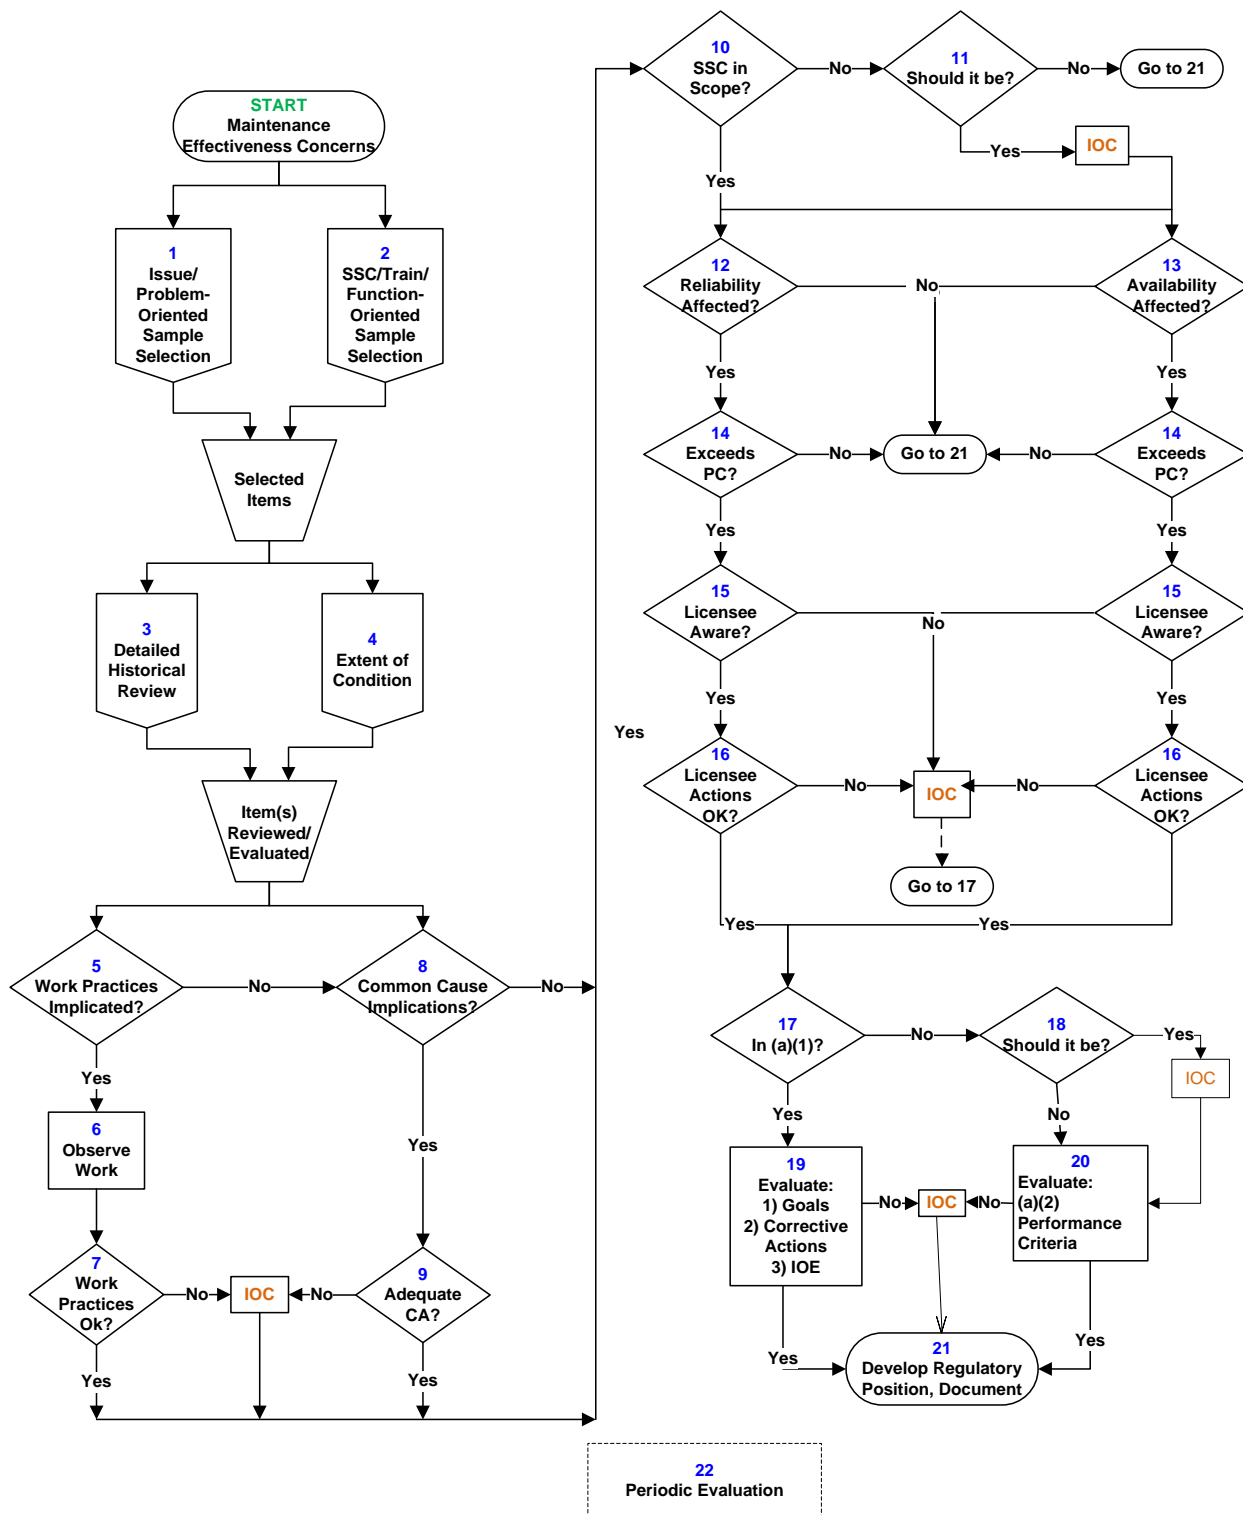 START
Maintenance
Effectiveness Concerns
1
Issue/
Problem-
Oriented
Sample
Selection
2
SSC/Train/
Function-
Oriented
Sample
Selection
Selected
Items
3
Detailed
Historical
Review
4
Extent of
Condition
Item(s)
Reviewed/
Evaluated
5
Work Practices
Implicated?
No
8
Common Cause
Implications?
No
Yes
6
Observe
Work
Yes
7
Work
Practices
Ok?
No
IOC
No
9
Adequate
CA?
Yes
Yes
10
SSC in
Scope?
No
11
Should it be?
No
Go to 21
Yes
IOC
Yes
12
Reliability
Affected?
No
13
Availability
Affected?
Yes
Yes
14
Exceeds
PC?
No
Go to 21
No
14
Exceeds
PC?
Yes
Yes
15
Licensee
Aware?
No
15
Licensee
Aware?
Yes
Yes
Yes
16
Licensee
Actions
OK?
No
IOC
No
16
Licensee
Actions
OK?
Go to 17
Yes
Yes
17
In (a)(1)?
No
18
Should it be?
Yes
IOC
Yes
No
19
Evaluate:
1) Goals
2) Corrective
Actions
3) IOE
No
IOC
No
20
Evaluate:
(a)(2)
Performance
Criteria
Yes
Yes
21
Develop Regulatory
Position, Document
22
Periodic Evaluation